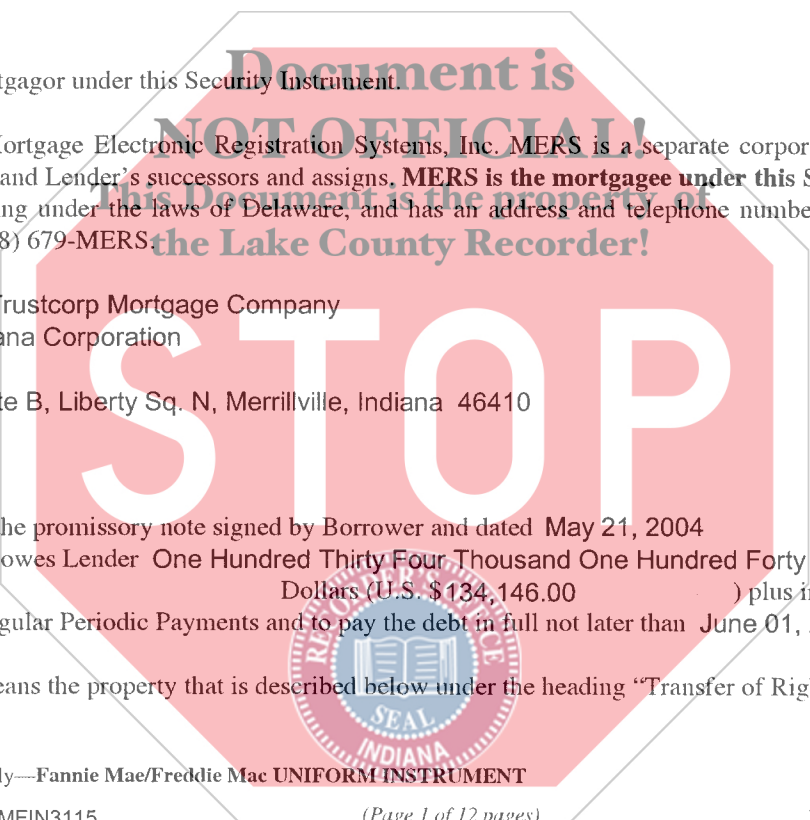 Document is
tgagor under this Security Instrument.
NOT OFFICIAL!
Mortgage Electronic Registration Systems, Inc. MERS is a separate corpor
and Lender's successors and assigns. MERS is the mortgagee under this S
This Document is the property of
ng under the laws of Delaware, and has an address and telephone numbe
8) 679-MERS.
the Lake County Recorder!
Trustcorp Mortgage Company
ana Corporation
STOP
te B, Liberty Sq. N, Merrillville, Indiana 46410
he promissory note signed by Borrower and dated May 21, 2004
owes Lender One Hundred Thirty Four Thousand One Hundred Forty
Dollars (U.S. $134,146.00 ) plus i
gular Periodic Payments and to pay the debt in full not later than June 01,
eans the property that is described below under the heading “Transfer of Rig
RECORDER'S OFFICE
SEAL
INDIANA
ly—Fannie Mae/Freddie Mac UNIFORM INSTRUMENT
MEIN3115
(Page 1 of 12 pages)